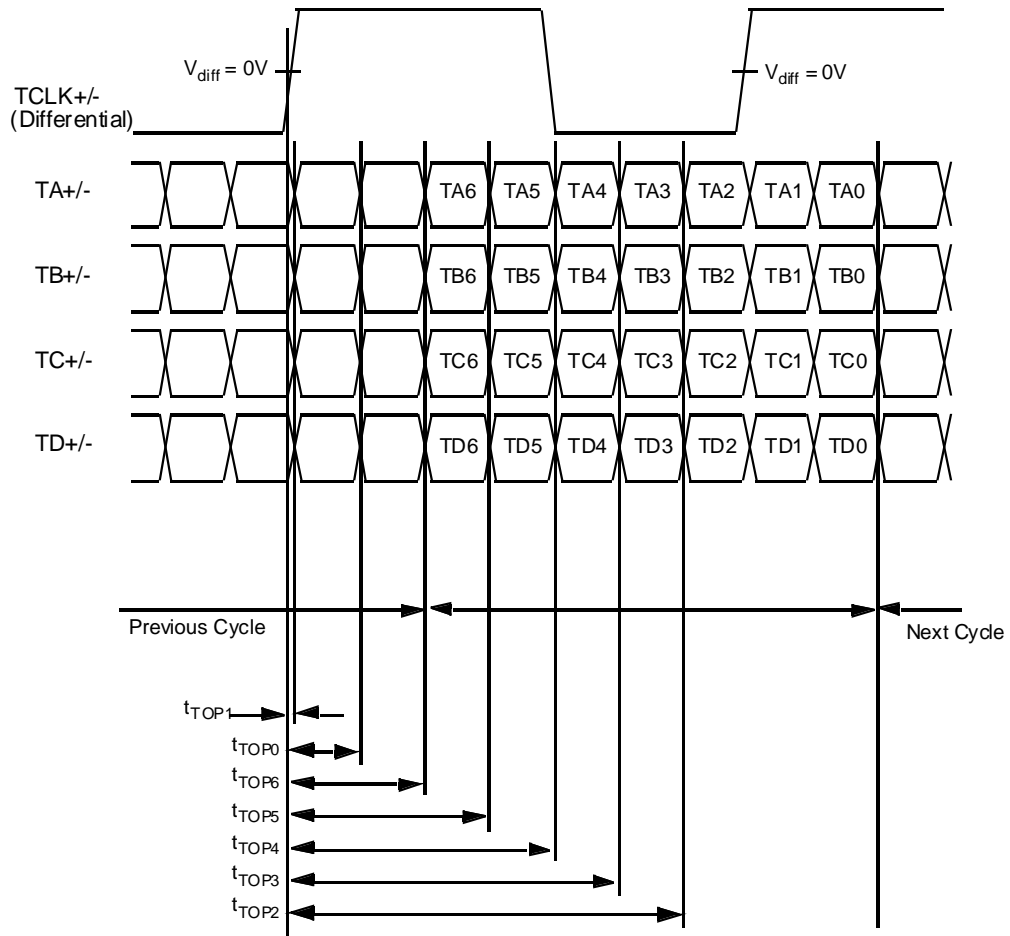 V_diff = 0V
V_diff = 0V
TCLK+/-
(Differential)
TA+/-
TA6 TA5 TA4 TA3 TA2 TA1 TA0
TB+/-
TB6 TB5 TB4 TB3 TB2 TB1 TB0
TC+/-
TC6 TC5 TC4 TC3 TC2 TC1 TC0
TD+/-
TD6 TD5 TD4 TD3 TD2 TD1 TD0
Previous Cycle
Next Cycle
t_TOP1
t_TOP0
t_TOP6
t_TOP5
t_TOP4
t_TOP3
t_TOP2